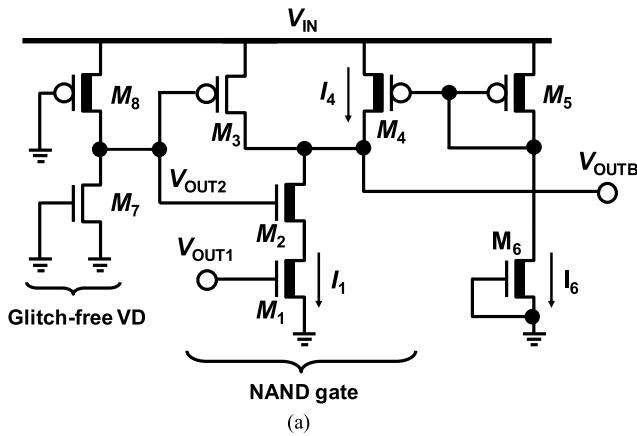 VIN
M8
M3
I4
M4
M5
VOUT2
M7
VOUTB
M2
VOUT1
M6
M1
I1
I6
Glitch-free VD
NAND gate
(a)